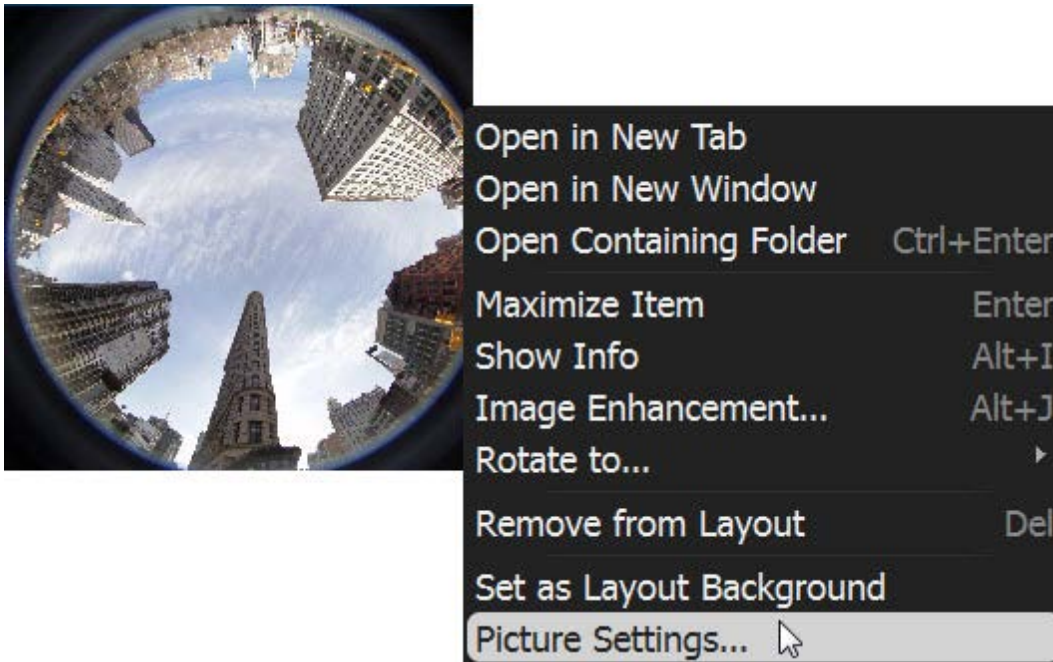 Open in New Tab
Open in New Window
Open Containing Folder Ctrl+Enter
Maximize Item Enter
Show Info Alt+I
Image Enhancement... Alt+J
Rotate to...
Remove from Layout Del
Set as Layout Background
Picture Settings...